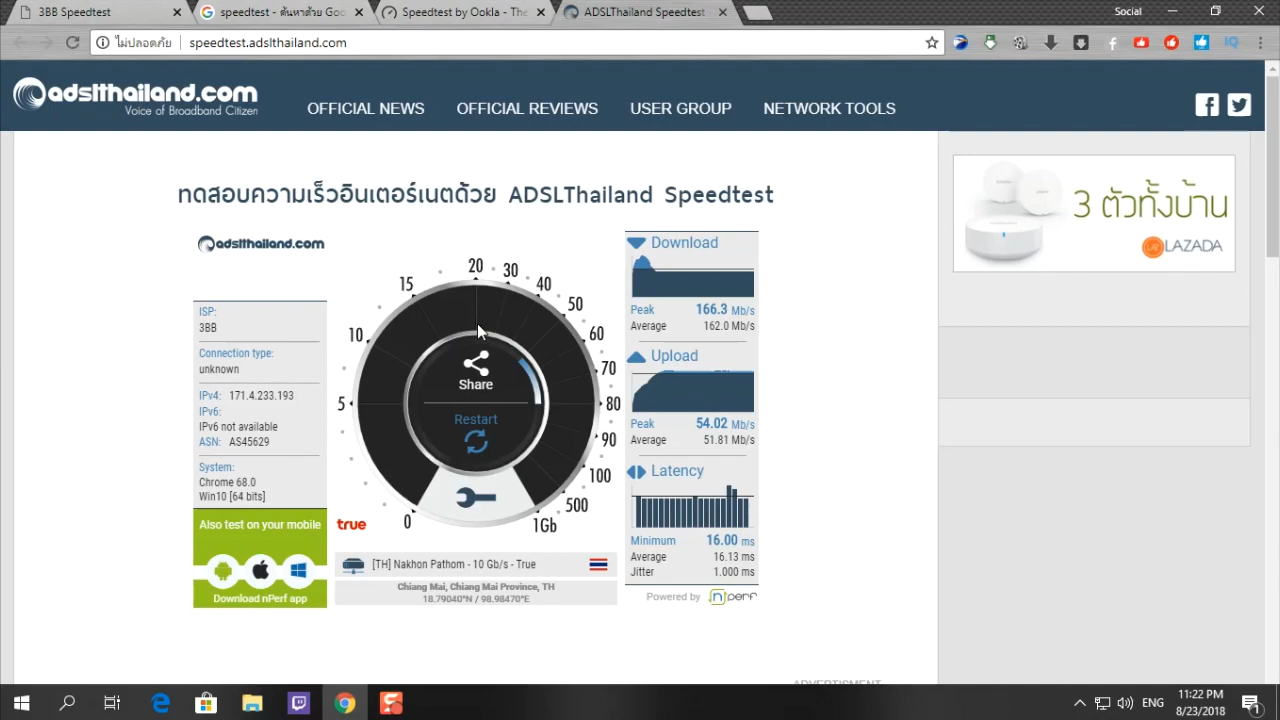 3BB Speedtest
speedtest - ค้นหาด้วย Goo
Speedtest by Ookla - The
ADSLThailand Speedtest -
Social
ไม่ปลอดภัย
speedtest.adslthailand.com
IQ
adslthailand.com
Voice of Broadband Citizen
OFFICIAL NEWS
OFFICIAL REVIEWS
USER GROUP
NETWORK TOOLS
3 ตัวทั้งบ้าน
LAZADA
ทดสอบความเร็วอินเตอร์เนตด้วย ADSLThailand Speedtest
adslthailand.com
ISP:
3BB
Connection type:
unknown
IPv4: 171.4.233.193
IPv6:
IPv6 not available
ASN: AS45629
System:
Chrome 68.0
Win10 [64 bits]
Also test on your mobile
Download nPerf app
0
5
10
15
20
30
40
50
60
70
80
90
100
500
1Gb
Share
Restart
true
[TH] Nakhon Pathom - 10 Gb/s - True
Chiang Mai, Chiang Mai Province, TH
18.79040°N / 98.98470°E
Download
Peak 166.3 Mb/s
Average 162.0 Mb/s
Upload
Peak 54.02 Mb/s
Average 51.81 Mb/s
Latency
Minimum 16.00 ms
Average 16.13 ms
Jitter 1.000 ms
Powered by nperf
ADVERTISMENT
ENG
11:22 PM
8/23/2018
1